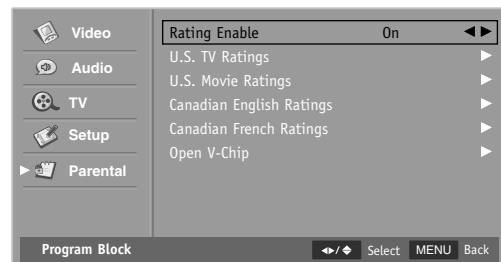 Video
Audio
TV
Setup
Parental
Rating Enable On
U.S. TV Ratings
U.S. Movie Ratings
Canadian English Ratings
Canadian French Ratings
Open V-Chip
Program Block
Select MENU Back